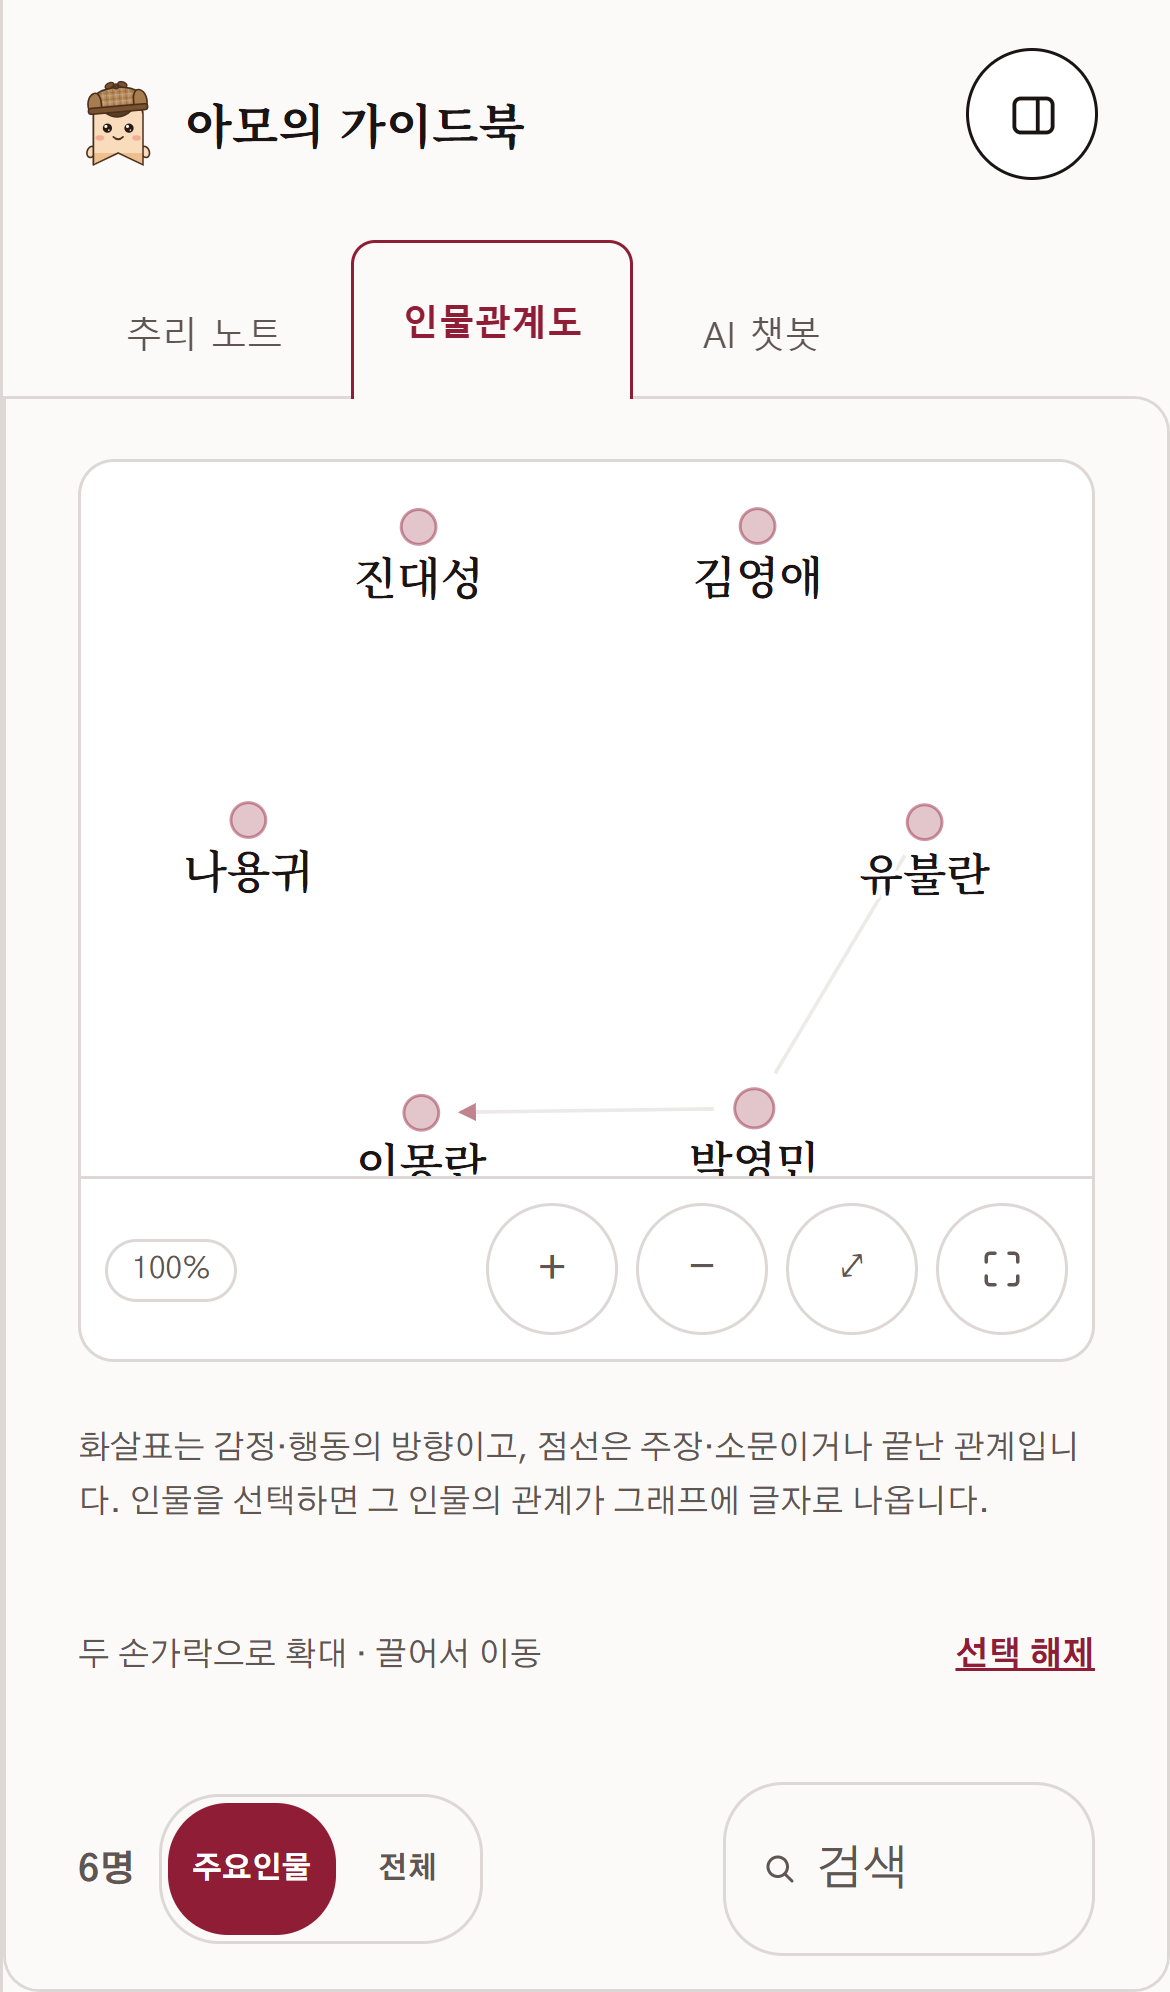 아모의 가이드북
추리 노트
인물관계도
AI 챗봇
진대성
김영애
나용귀
유불란
이몽란
박영민
100%
+
−
화살표는 감정·행동의 방향이고, 점선은 주장·소문이거나 끝난 관계입니
다. 인물을 선택하면 그 인물의 관계가 그래프에 글자로 나옵니다.
두 손가락으로 확대 · 끌어서 이동
선택 해제
6명
주요인물
전체
검색